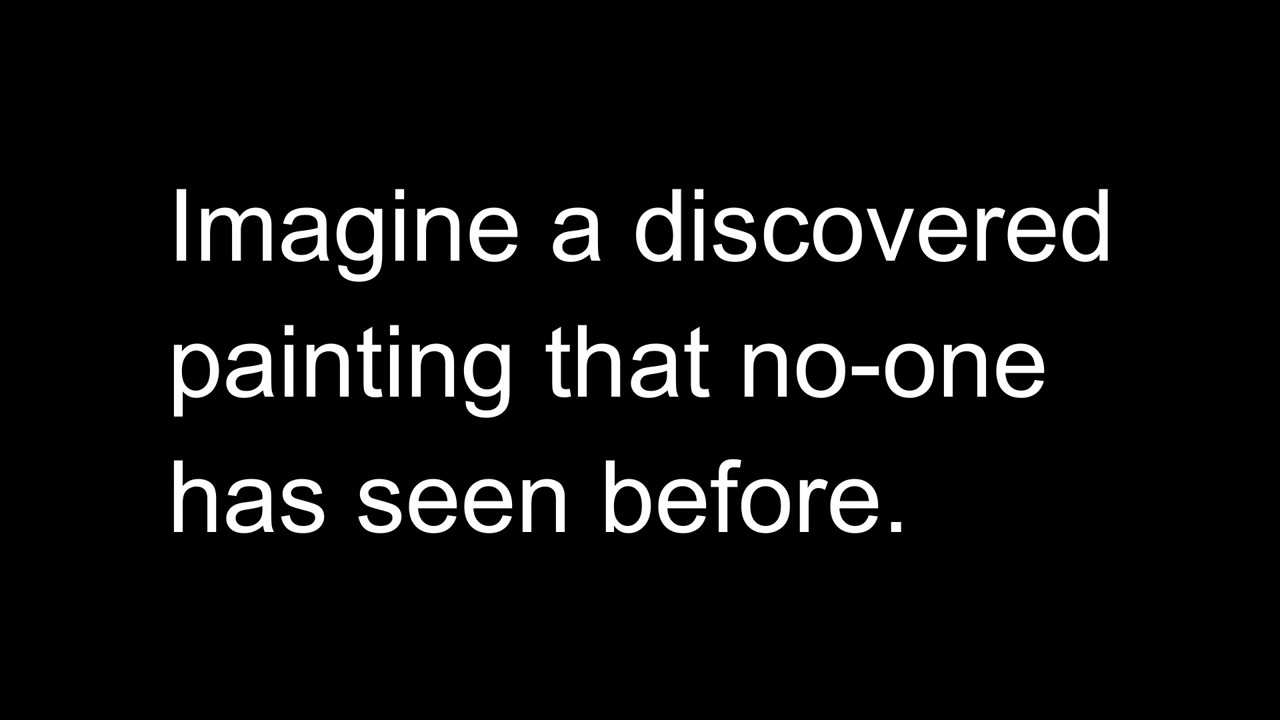 Imagine a discovered
painting that no-one
has seen before.